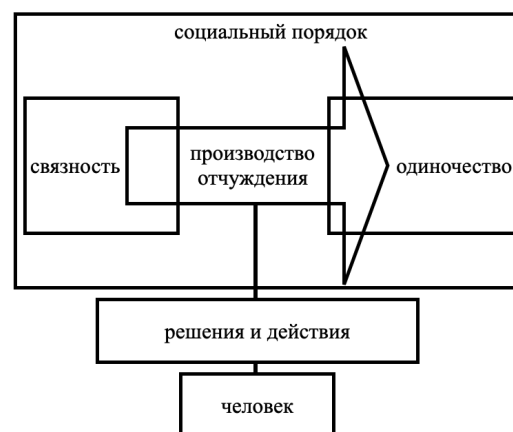 социальный порядок
связность
производство
отчуждения
одиночество
решения и действия
человек